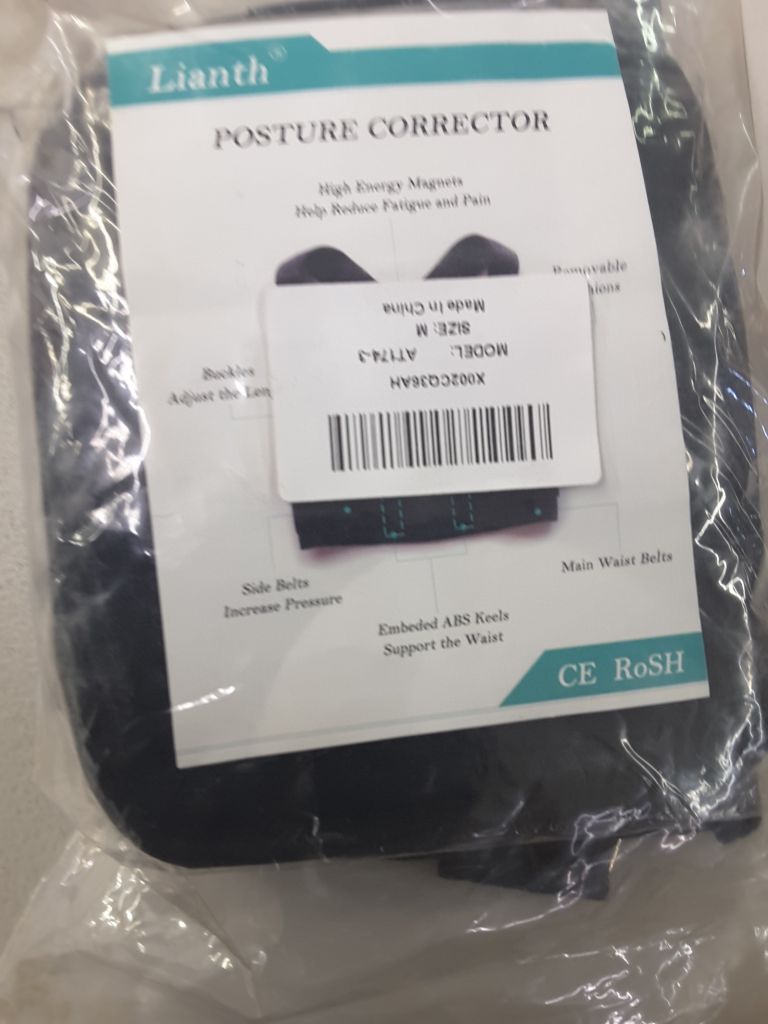 Lianth®
POSTURE CORRECTOR
High Energy Magnets
Help Reduce Fatigue and Pain
Removable
Buckles
Adjust the
X002CQ36AH
MODEL: AT174-3
SIZE: M
Made In China
Side Belts
Increase Pressure
Embeded ABS Keels
Support the Waist
Main Waist Belts
CE RoSH